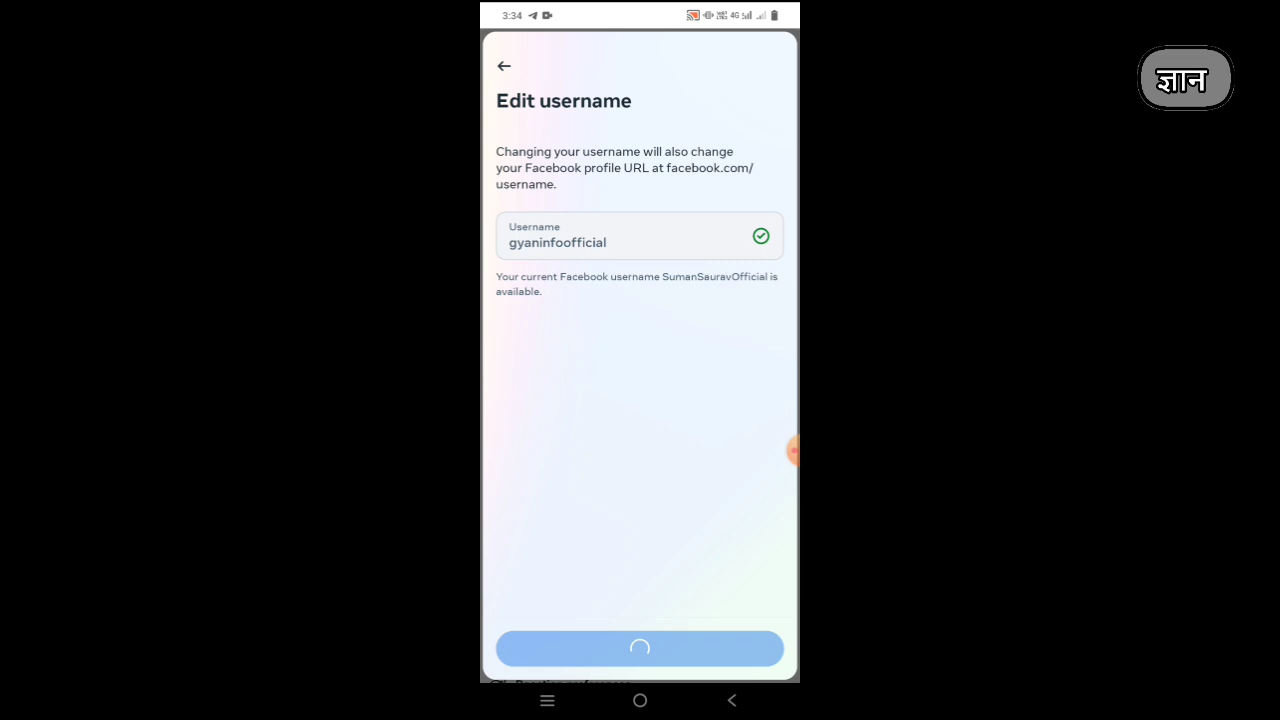 3:34
4G
ज्ञान
Edit username
Changing your username will also change
your Facebook profile URL at facebook.com/
username.
Username
gyaninfoofficial
Your current Facebook username SumanSauravOfficial is
available.